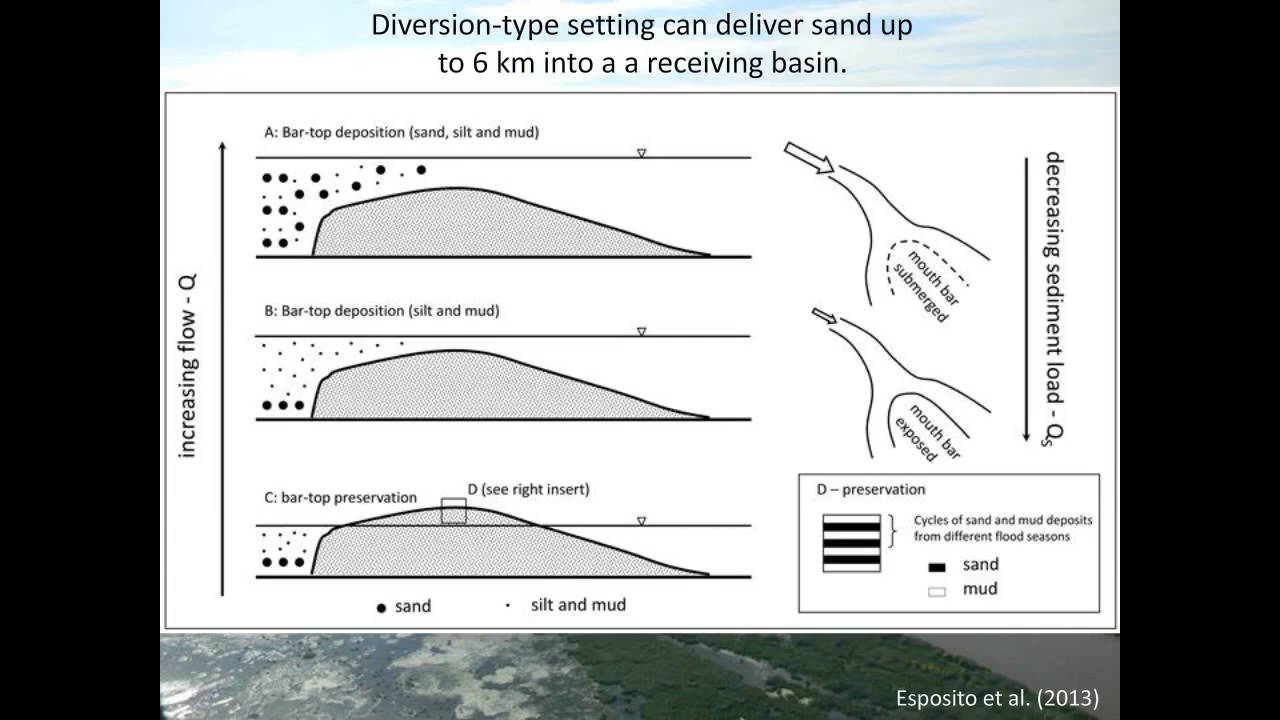 Diversion-type setting can deliver sand up
to 6 km into a a receiving basin.
increasing flow - Q
A: Bar-top deposition (sand, silt and mud)
B: Bar-top deposition (silt and mud)
C: bar-top preservation
D (see right insert)
sand
silt and mud
mouth bar
submerged
mouth bar
exposed
decreasing sediment load - Qs
D – preservation
Cycles of sand and mud deposits
from different flood seasons
sand
mud
Esposito et al. (2013)